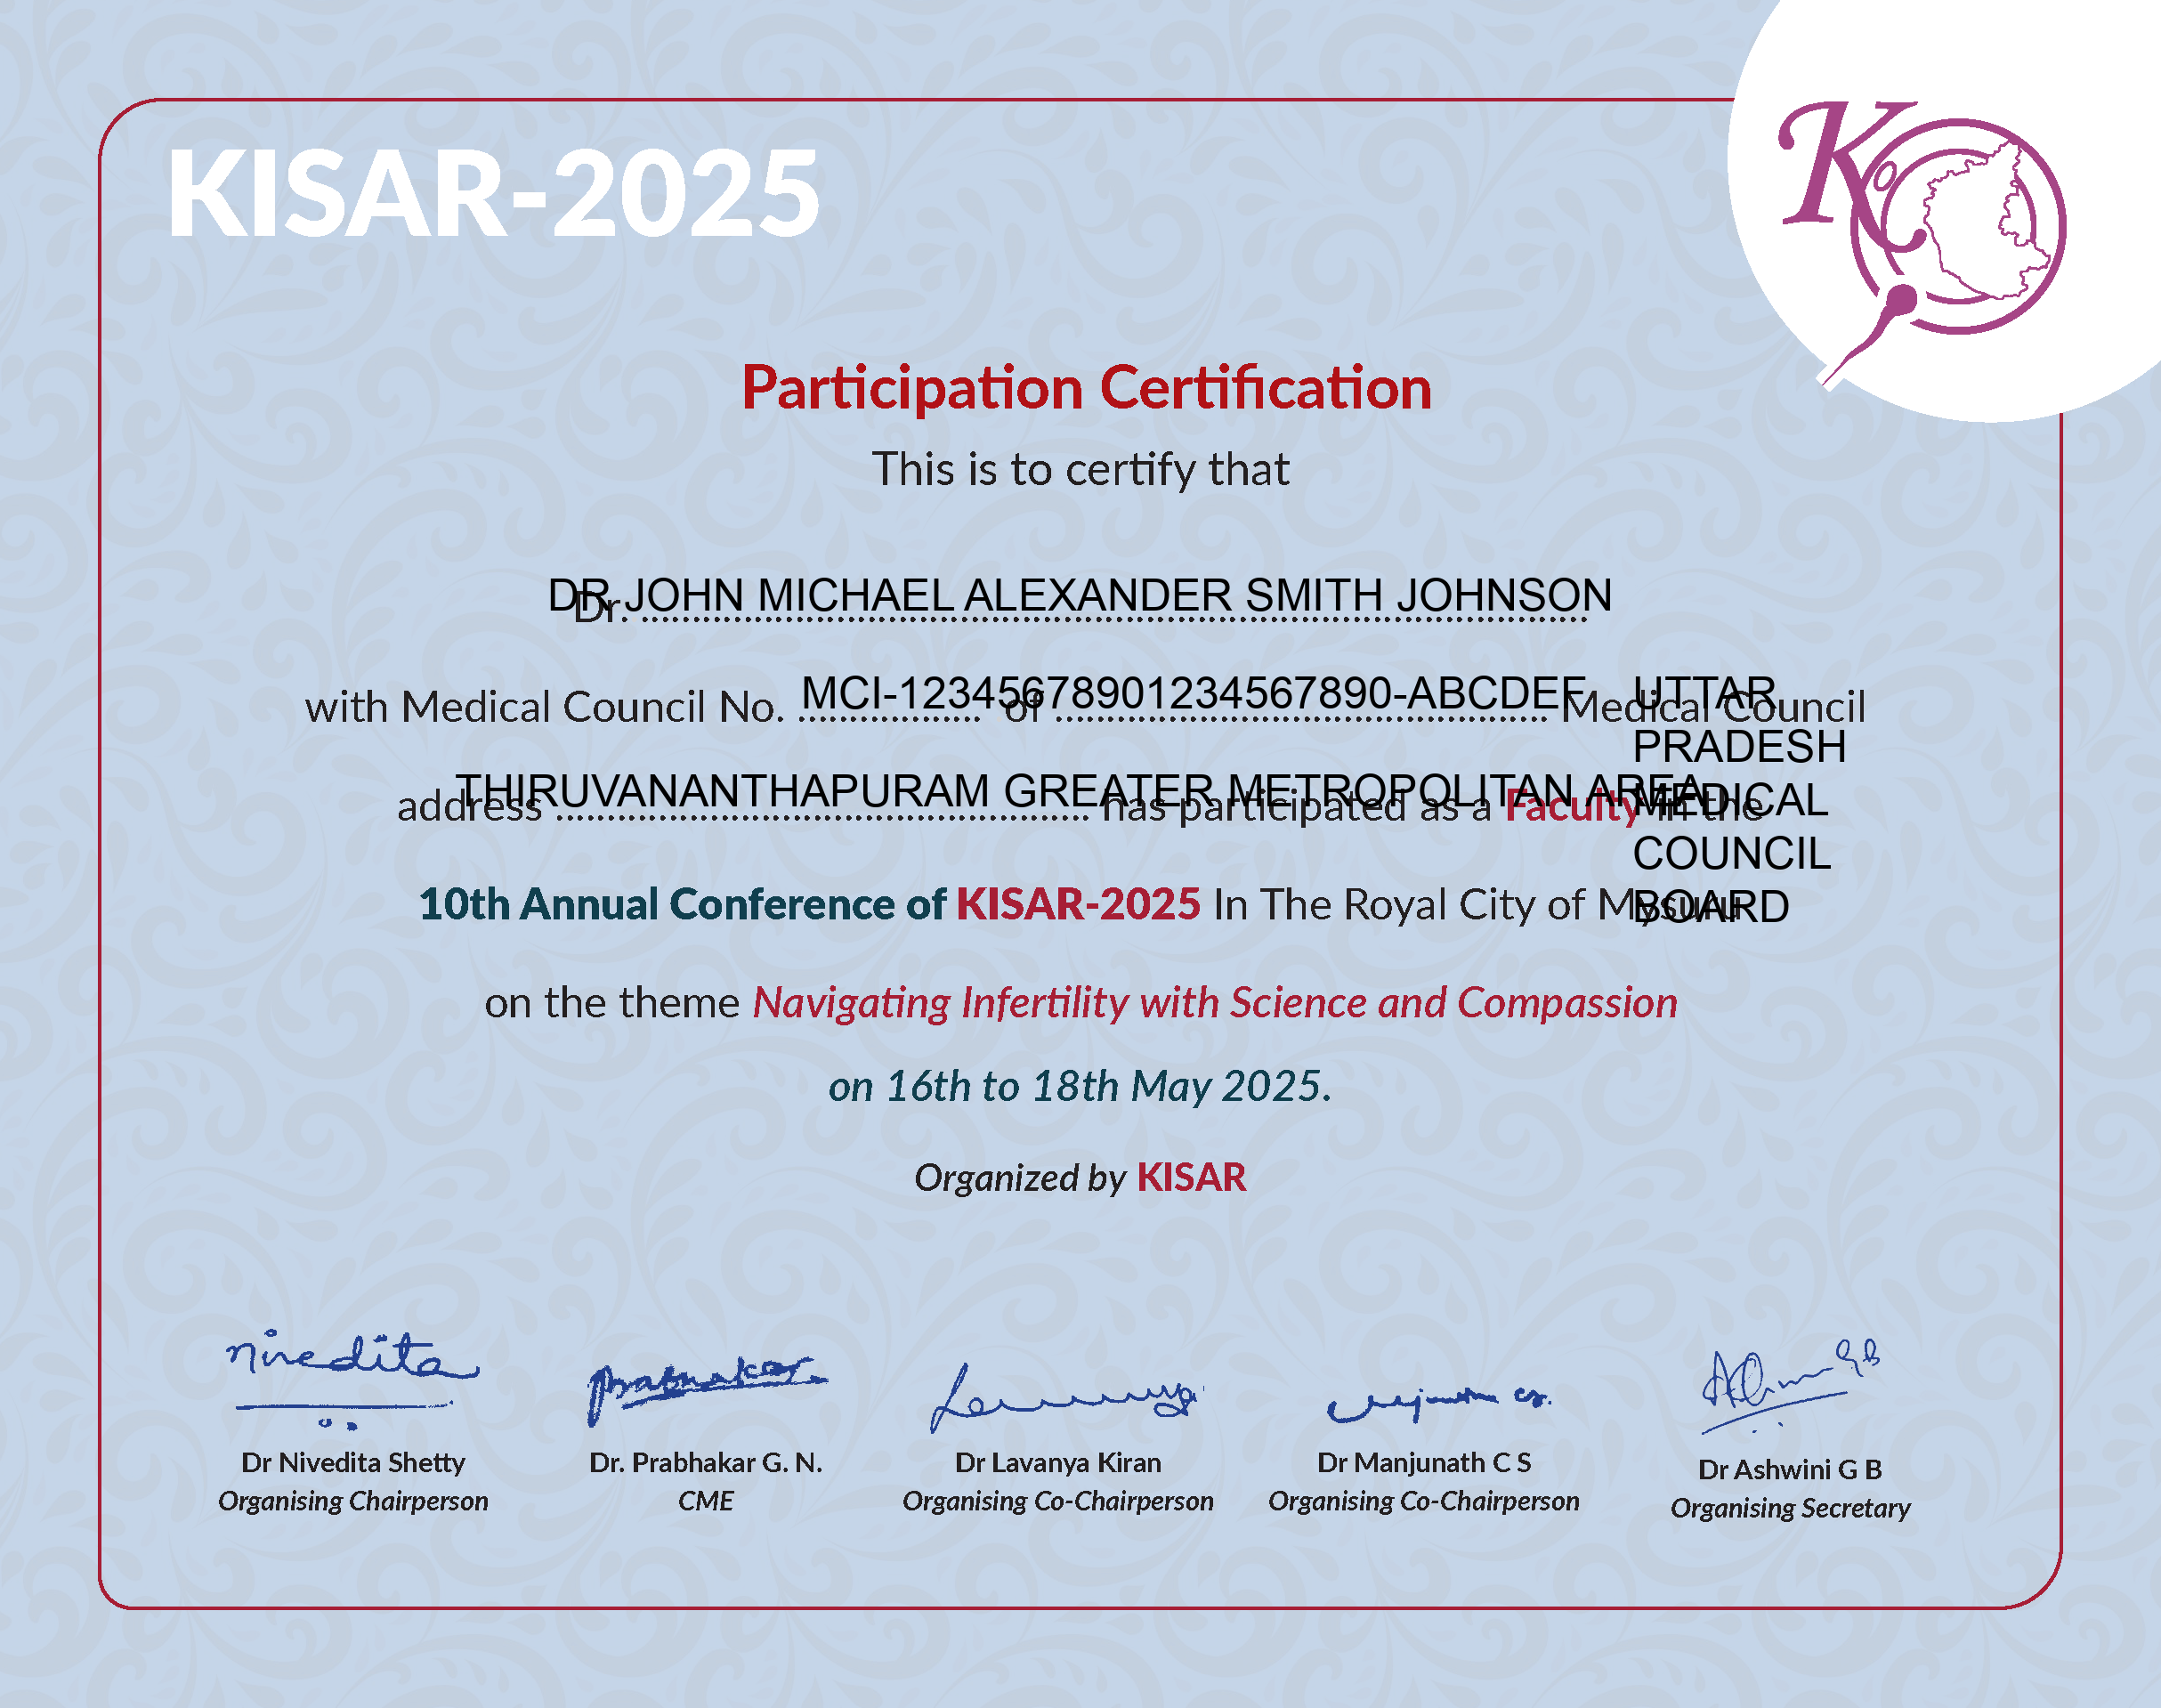 KISAR-2025
K
Participation Certification
This is to certify that
DR JOHN MICHAEL ALEXANDER SMITH JOHNSON
Dr. ................................................................
with Medical Council No. ................ of ................................ Medical Council
MCI-12345678901234567890-ABCDEF
UTTAR
PRADESH
MEDICAL
COUNCIL
BOARD
THIRUVANANTHAPURAM GREATER METROPOLITAN AREA
address ................................ has participated as a Faculty in the
10th Annual Conference of KISAR-2025 In The Royal City of Mysuru
on the theme Navigating Infertility with Science and Compassion
on 16th to 18th May 2025.
Organized by KISAR
nivedita
Prabhakar
Dr Nivedita Shetty
Organising Chairperson
Dr. Prabhakar G. N.
CME
Dr Lavanya Kiran
Organising Co-Chairperson
Dr Manjunath C S
Organising Co-Chairperson
Dr Ashwini G B
Organising Secretary